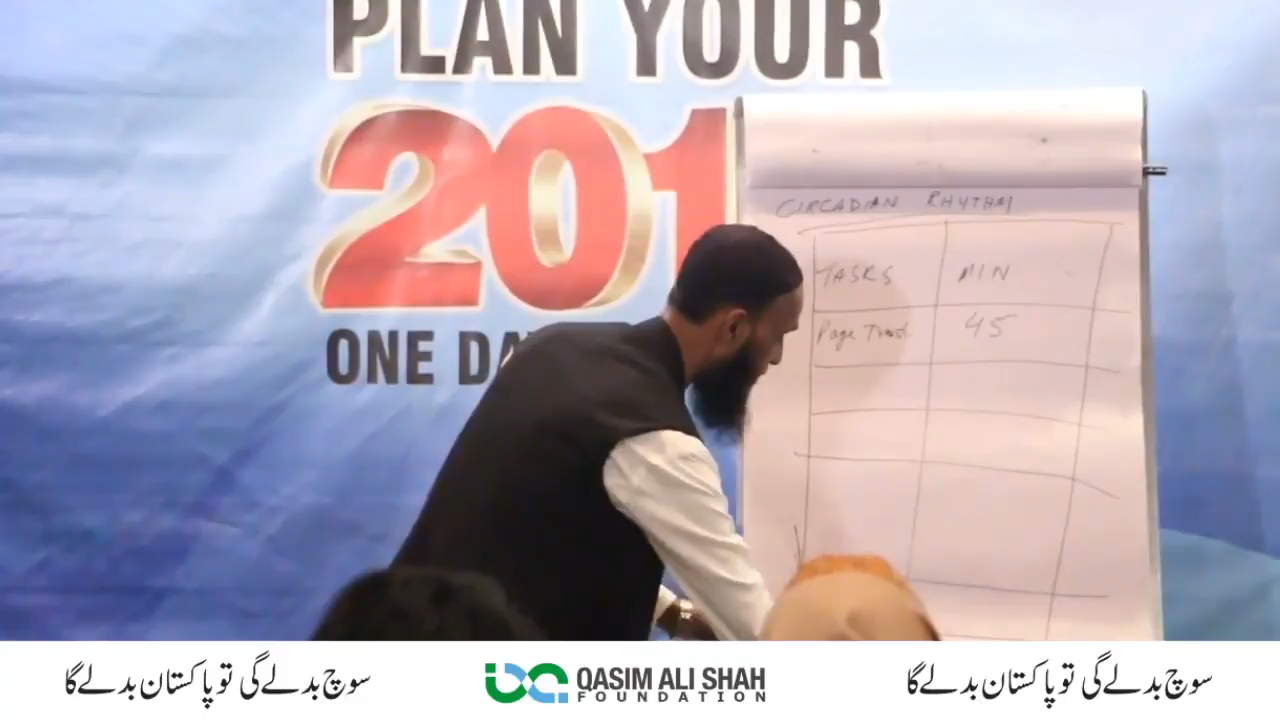 PLAN YOUR
201
ONE DA
CIRCADIAN RHYTHM
TASKS MIN
Page 45
سوچ بدلے گی تو پاکستان بدلے گا
QASIM ALI SHAH
FOUNDATION
سوچ بدلے گی تو پاکستان بدلے گا